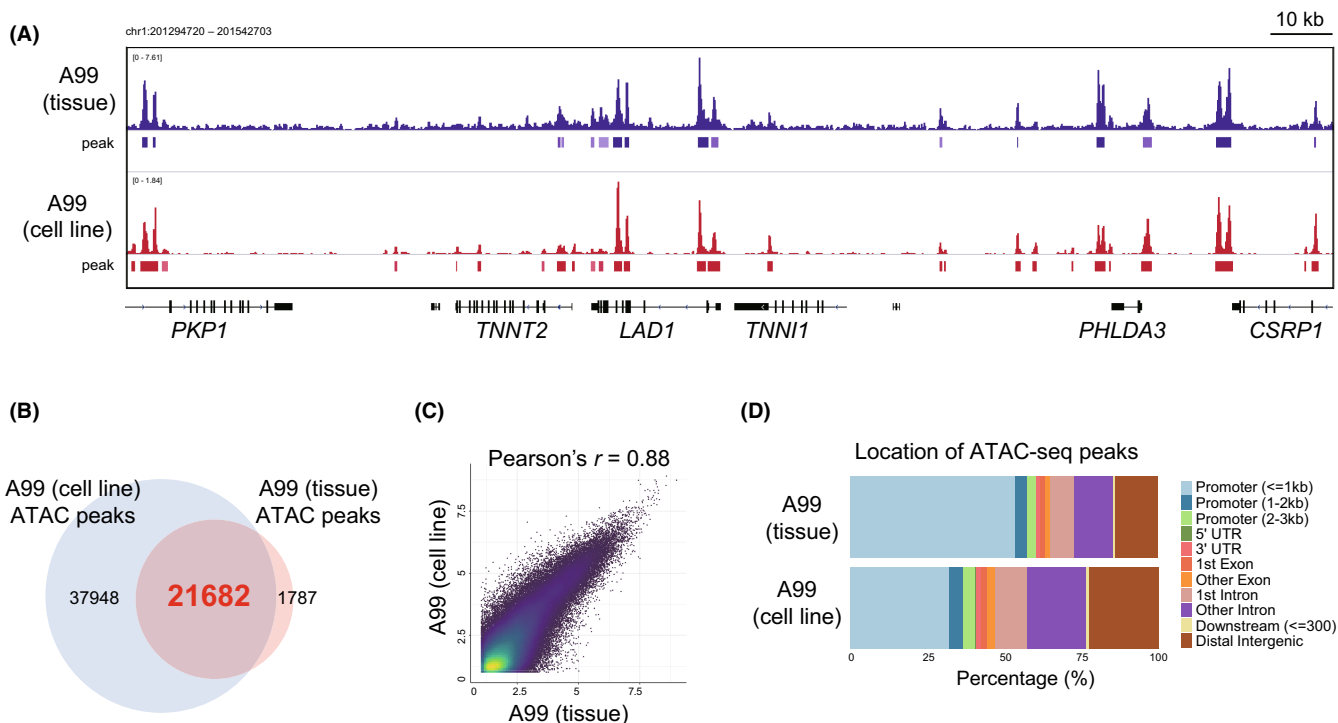 (A)
chr1:201294720 – 201542703
10 kb
A99
(tissue)
[0 - 7.61]
peak
A99
(cell line)
[0 - 1.84]
peak
PKP1
TNNT2
LAD1
TNNI1
PHLDA3
CSRP1
(B)
A99 (cell line)
ATAC peaks
A99 (tissue)
ATAC peaks
37948
21682
1787
(C)
Pearson's r = 0.88
A99 (cell line)
7.5
5
2.5
0
0
2.5
5
7.5
A99 (tissue)
(D)
Location of ATAC-seq peaks
A99
(tissue)
A99
(cell line)
0
25
50
75
100
Percentage (%)
Promoter (<=1kb)
Promoter (1-2kb)
Promoter (2-3kb)
5' UTR
3' UTR
1st Exon
Other Exon
1st Intron
Other Intron
Downstream (<=300)
Distal Intergenic